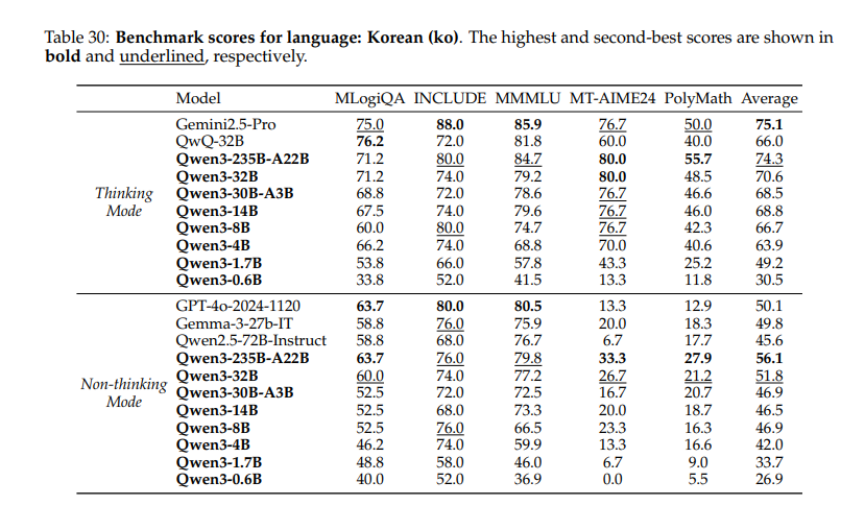 Table 30: Benchmark scores for language: Korean (ko). The highest and second-best scores are shown in
bold and underlined, respectively.
Model MLogiQA INCLUDE MMMLU MT-AIME24 PolyMath Average
Thinking Mode
Gemini2.5-Pro 75.0 88.0 85.9 76.7 50.0 75.1
QwQ-32B 76.2 72.0 81.8 60.0 40.0 66.0
Qwen3-235B-A22B 71.2 80.0 84.7 80.0 55.7 74.3
Qwen3-32B 71.2 74.0 79.2 80.0 48.5 70.6
Qwen3-30B-A3B 68.8 72.0 78.6 76.7 46.6 68.5
Qwen3-14B 67.5 74.0 79.6 76.7 46.0 68.8
Qwen3-8B 60.0 80.0 74.7 76.7 42.3 66.7
Qwen3-4B 66.2 74.0 68.8 70.0 40.6 63.9
Qwen3-1.7B 53.8 66.0 57.8 43.3 25.2 49.2
Qwen3-0.6B 33.8 52.0 41.5 13.3 11.8 30.5
Non-thinking Mode
GPT-4o-2024-1120 63.7 80.0 80.5 13.3 12.9 50.1
Gemma-3-27b-IT 58.8 76.0 75.9 20.0 18.3 49.8
Qwen2.5-72B-Instruct 58.8 68.0 76.7 6.7 17.7 45.6
Qwen3-235B-A22B 63.7 76.0 79.8 33.3 27.9 56.1
Qwen3-32B 60.0 74.0 77.2 26.7 21.2 51.8
Qwen3-30B-A3B 52.5 72.0 72.5 16.7 20.7 46.9
Qwen3-14B 52.5 68.0 73.3 20.0 18.7 46.5
Qwen3-8B 52.5 76.0 66.5 23.3 16.3 46.9
Qwen3-4B 46.2 74.0 59.9 13.3 16.6 42.0
Qwen3-1.7B 48.8 58.0 46.0 6.7 9.0 33.7
Qwen3-0.6B 40.0 52.0 36.9 0.0 5.5 26.9